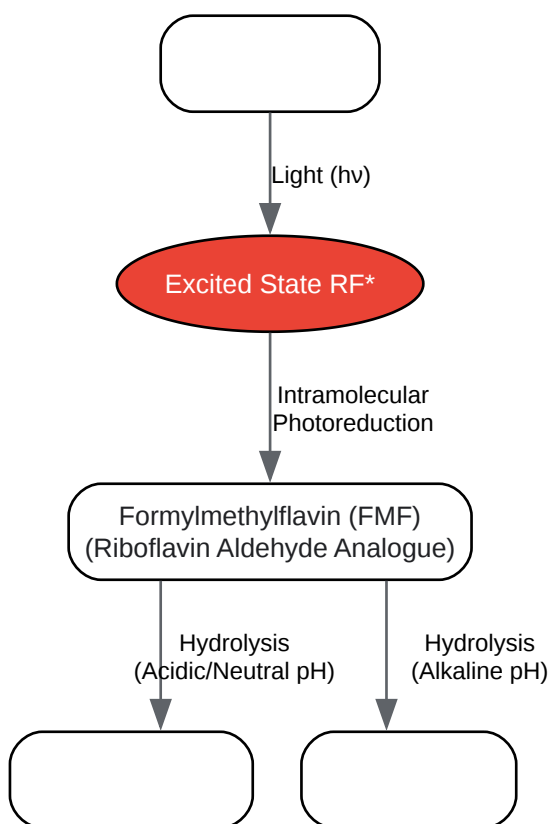 Light (hν)
Excited State RF*
Intramolecular
Photoreduction
Formylmethylflavin (FMF)
(Riboflavin Aldehyde Analogue)
Hydrolysis
(Acidic/Neutral pH)
Hydrolysis
(Alkaline pH)